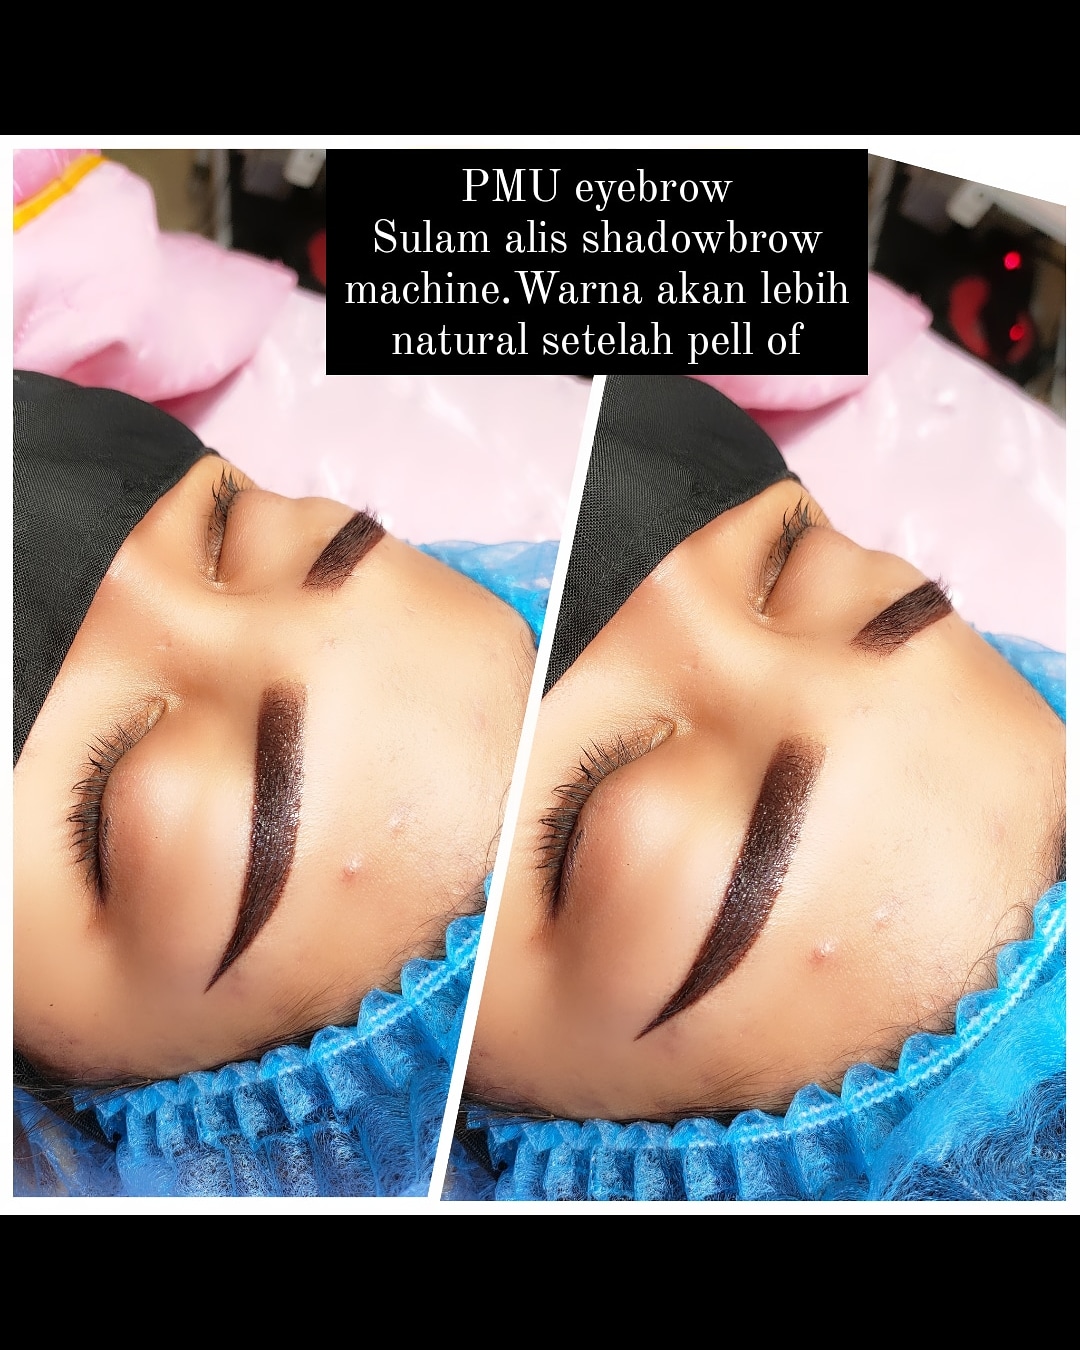 PMU eyebrow
Sulam alis shadowbrow
machine.Warna akan lebih
natural setelah pell of